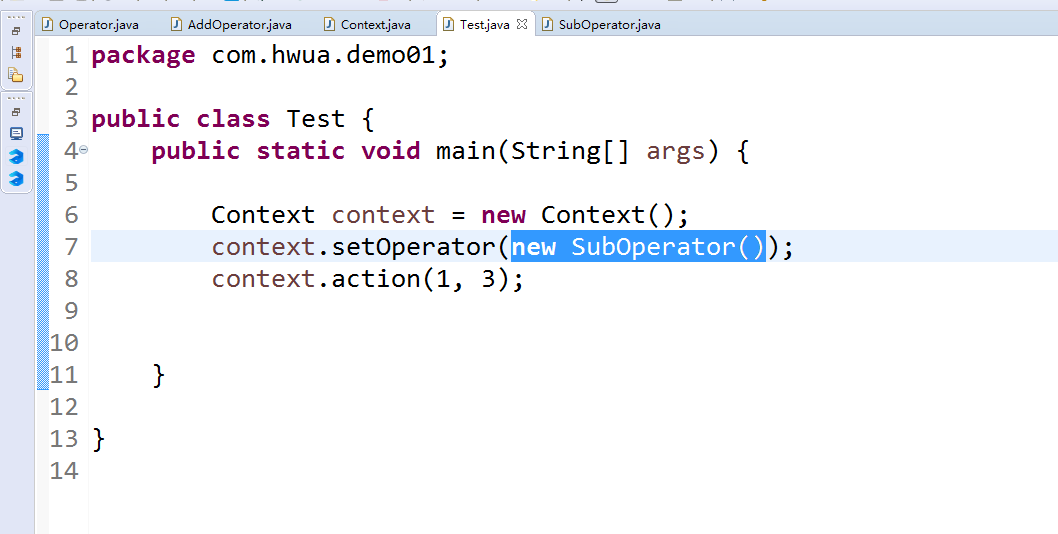 Operator.java AddOperator.java Context.java Test.java SubOperator.java
1 package com.hwua.demo01;
2
3 public class Test {
4 public static void main(String[] args) {
5
6 Context context = new Context();
7 context.setOperator(new SubOperator());
8 context.action(1, 3);
9
10
11 }
12
13 }
14